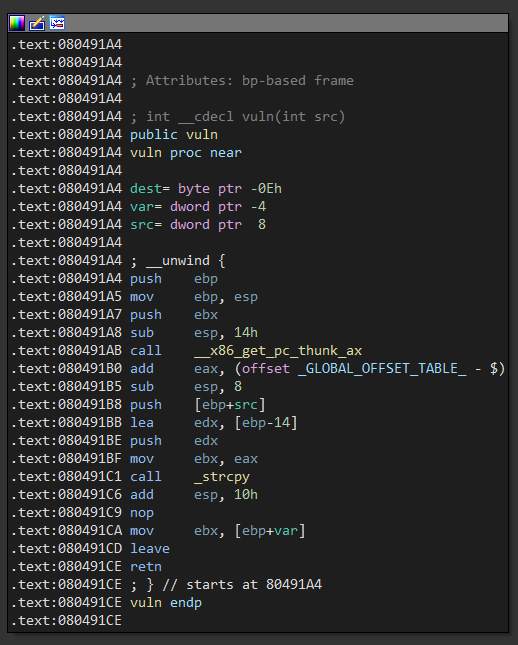 .text:080491A4
.text:080491A4
.text:080491A4 ; Attributes: bp-based frame
.text:080491A4
.text:080491A4 ; int __cdecl vuln(int src)
.text:080491A4 public vuln
.text:080491A4 vuln proc near
.text:080491A4
.text:080491A4 dest= byte ptr -0Eh
.text:080491A4 var= dword ptr -4
.text:080491A4 src= dword ptr  8
.text:080491A4
.text:080491A4 ; __unwind {
.text:080491A4 push    ebp
.text:080491A5 mov     ebp, esp
.text:080491A7 push    ebx
.text:080491A8 sub     esp, 14h
.text:080491AB call    __x86_get_pc_thunk_ax
.text:080491B0 add     eax, (offset _GLOBAL_OFFSET_TABLE_ - $)
.text:080491B5 sub     esp, 8
.text:080491B8 push    [ebp+src]
.text:080491BB lea     edx, [ebp-14]
.text:080491BE push    edx
.text:080491BF mov     ebx, eax
.text:080491C1 call    _strcpy
.text:080491C6 add     esp, 10h
.text:080491C9 nop
.text:080491CA mov     ebx, [ebp+var]
.text:080491CD leave
.text:080491CE retn
.text:080491CE ; } // starts at 80491A4
.text:080491CE vuln endp
.text:080491CE